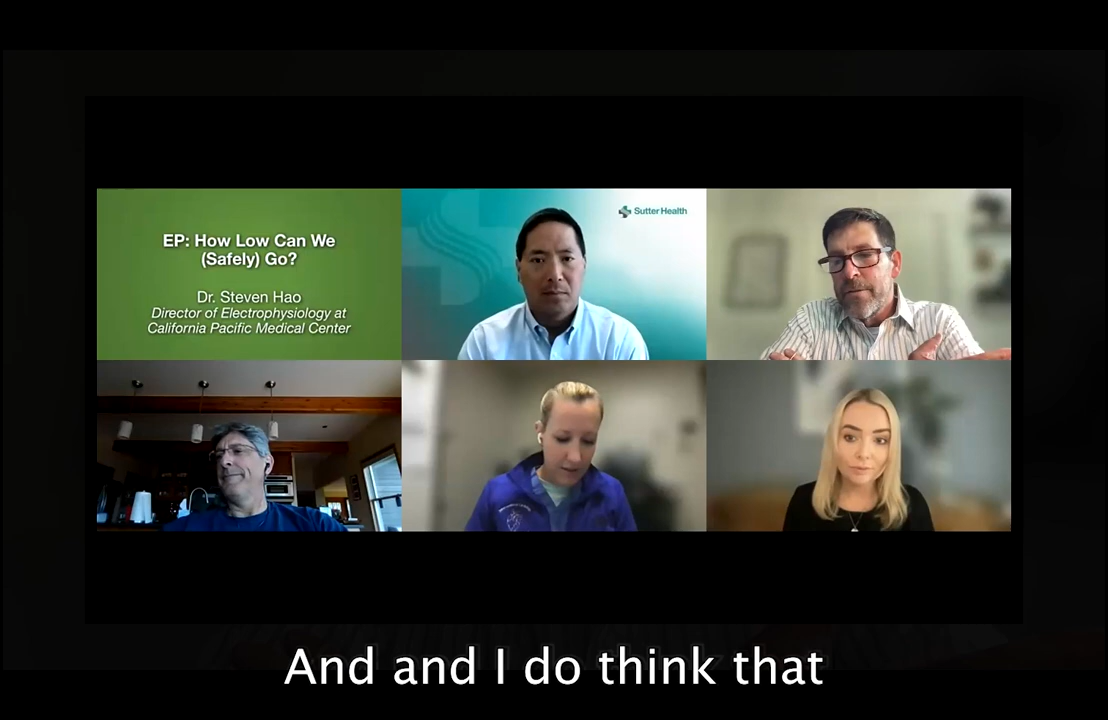 EP: How Low Can We
(Safely) Go?
Dr. Steven Hao
Director of Electrophysiology at
California Pacific Medical Center
Sutter Health
And and I do think that